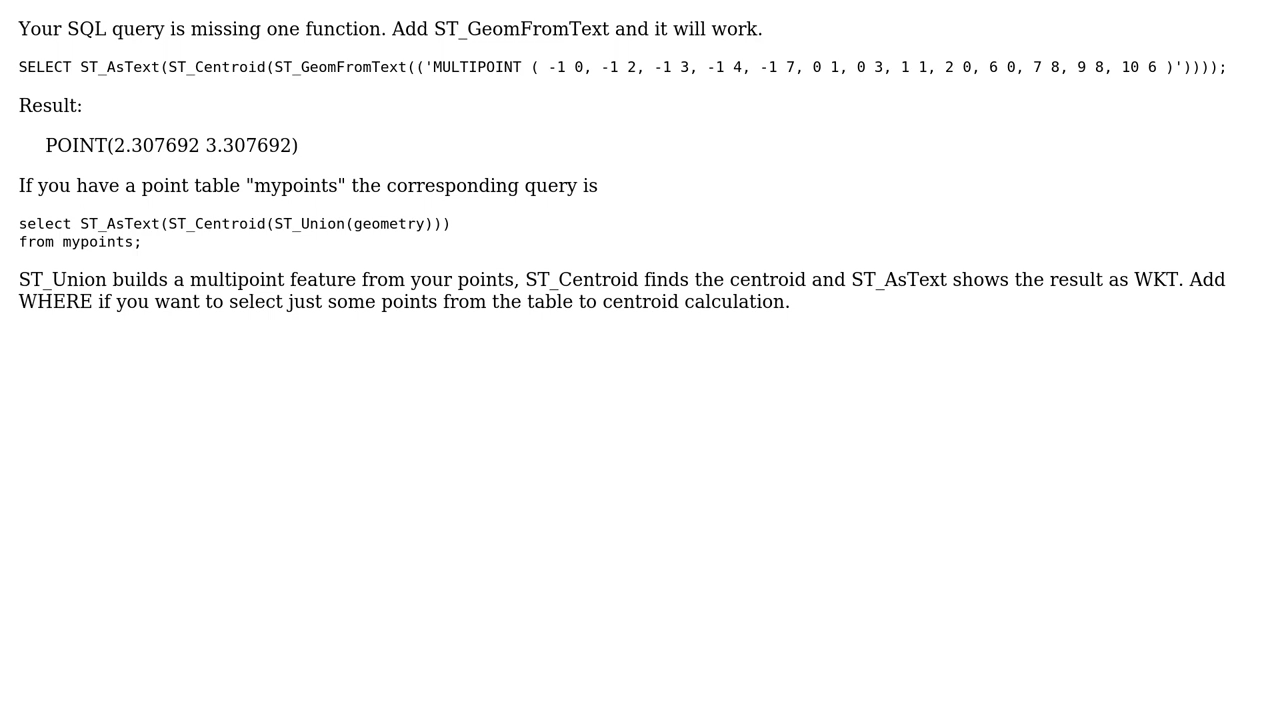 Your SQL query is missing one function. Add ST_GeomFromText and it will work.
SELECT ST_AsText(ST_Centroid(ST_GeomFromText(('MULTIPOINT ( -1 0, -1 2, -1 3, -1 4, -1 7, 0 1, 0 3, 1 1, 2 0, 6 0, 7 8, 9 8, 10 6 )'))));
Result:
POINT(2.307692 3.307692)
If you have a point table "mypoints" the corresponding query is
select ST_AsText(ST_Centroid(ST_Union(geometry)))
from mypoints;
ST_Union builds a multipoint feature from your points, ST_Centroid finds the centroid and ST_AsText shows the result as WKT. Add
WHERE if you want to select just some points from the table to centroid calculation.